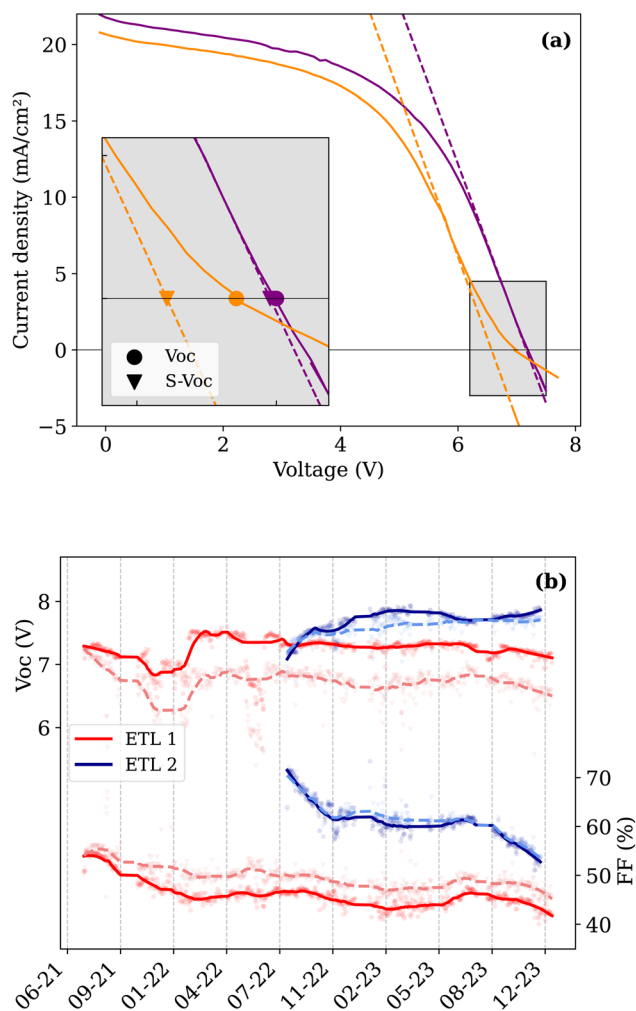 (a)
20
15
10
5
0
−5
Current density (mA/cm²)
Voc
S-Voc
0 2 4 6 8
Voltage (V)
(b)
8
7
6
Voc (V)
ETL 1
ETL 2
70
60
50
40
FF (%)
06-21 09-21 01-22 04-22 07-22 11-22 02-23 05-23 08-23 12-23